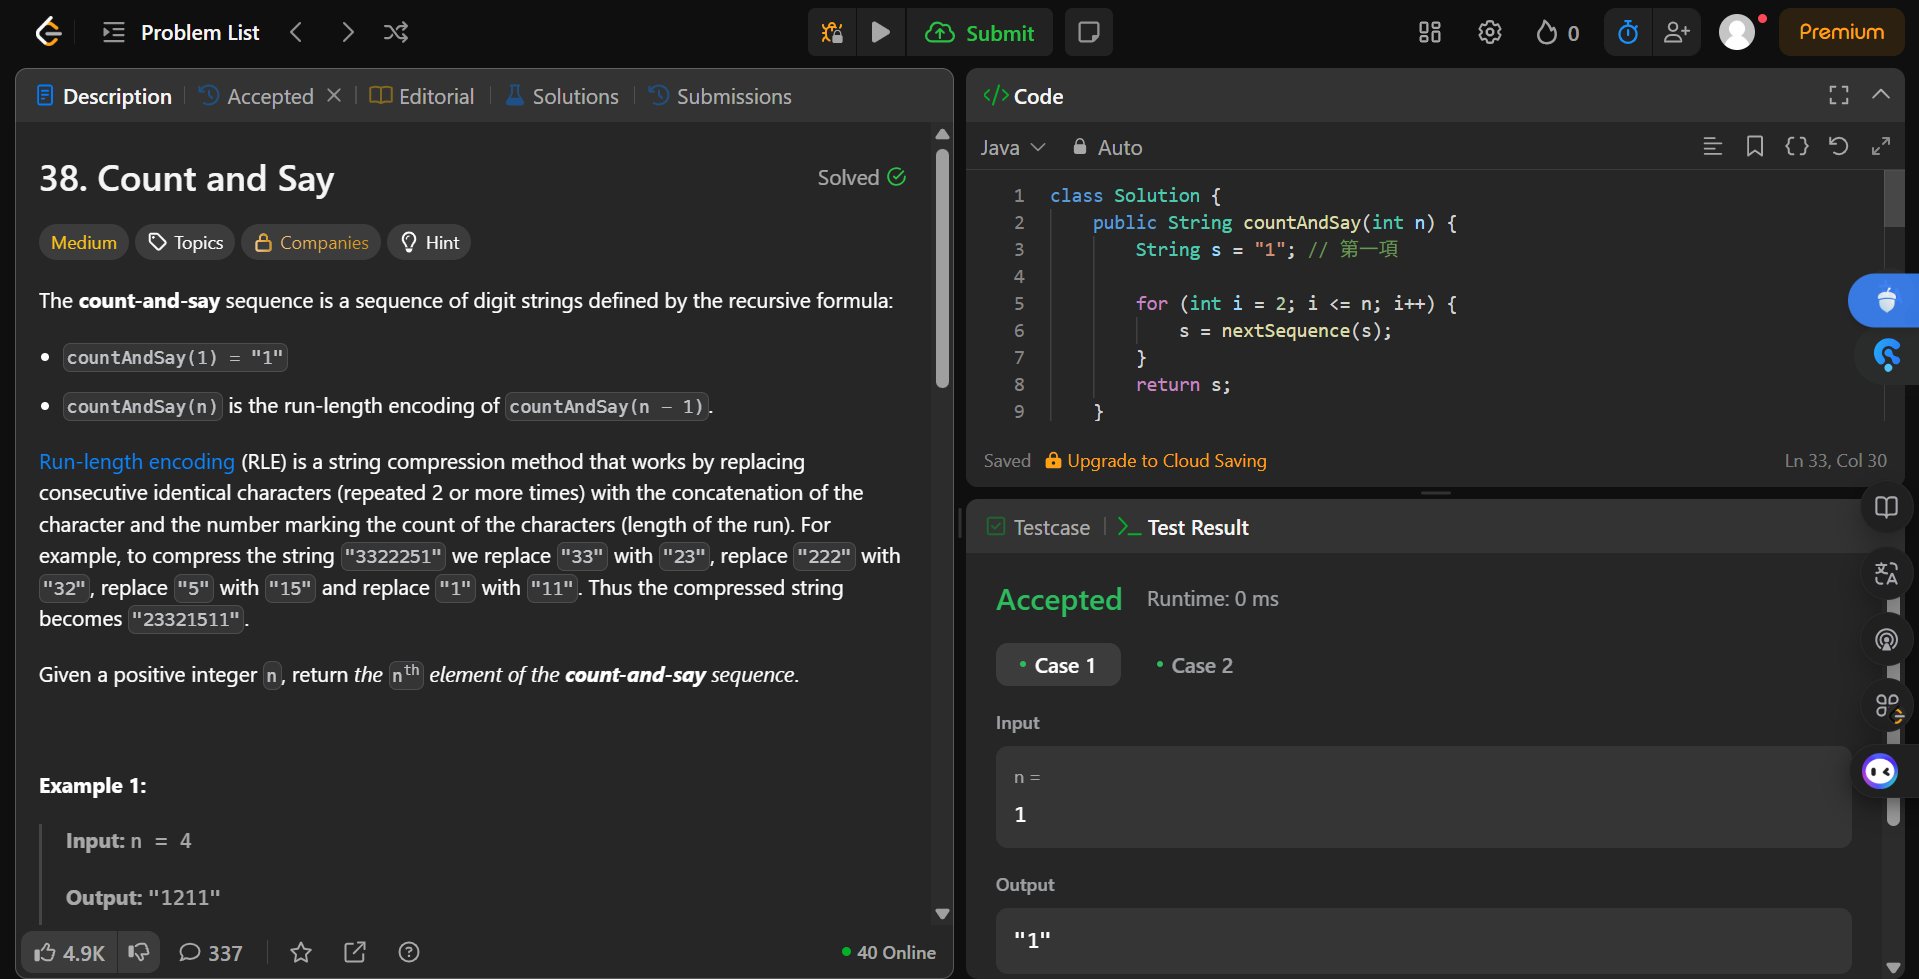 Problem List
Submit
0
Premium
Description
Accepted
Editorial
Solutions
Submissions
38. Count and Say
Solved
Medium
Topics
Companies
Hint
The count-and-say sequence is a sequence of digit strings defined by the recursive formula:
countAndSay(1) = "1"
countAndSay(n) is the run-length encoding of countAndSay(n - 1).
Run-length encoding (RLE) is a string compression method that works by replacing
consecutive identical characters (repeated 2 or more times) with the concatenation of the
character and the number marking the count of the characters (length of the run). For
example, to compress the string "3322251" we replace "33" with "23", replace "222" with
"32", replace "5" with "15" and replace "1" with "11". Thus the compressed string
becomes "23321511".
Given a positive integer n, return the nth element of the count-and-say sequence.
Example 1:
Input: n = 4
Output: "1211"
4.9K
337
40 Online
</> Code
Java
Auto
1 class Solution {
2 public String countAndSay(int n) {
3 String s = "1"; // 第一項
4
5 for (int i = 2; i <= n; i++) {
6 s = nextSequence(s);
7 }
8 return s;
9 }
Saved
Upgrade to Cloud Saving
Ln 33, Col 30
Testcase
>_ Test Result
Accepted
Runtime: 0 ms
Case 1
Case 2
Input
n =
1
Output
"1"